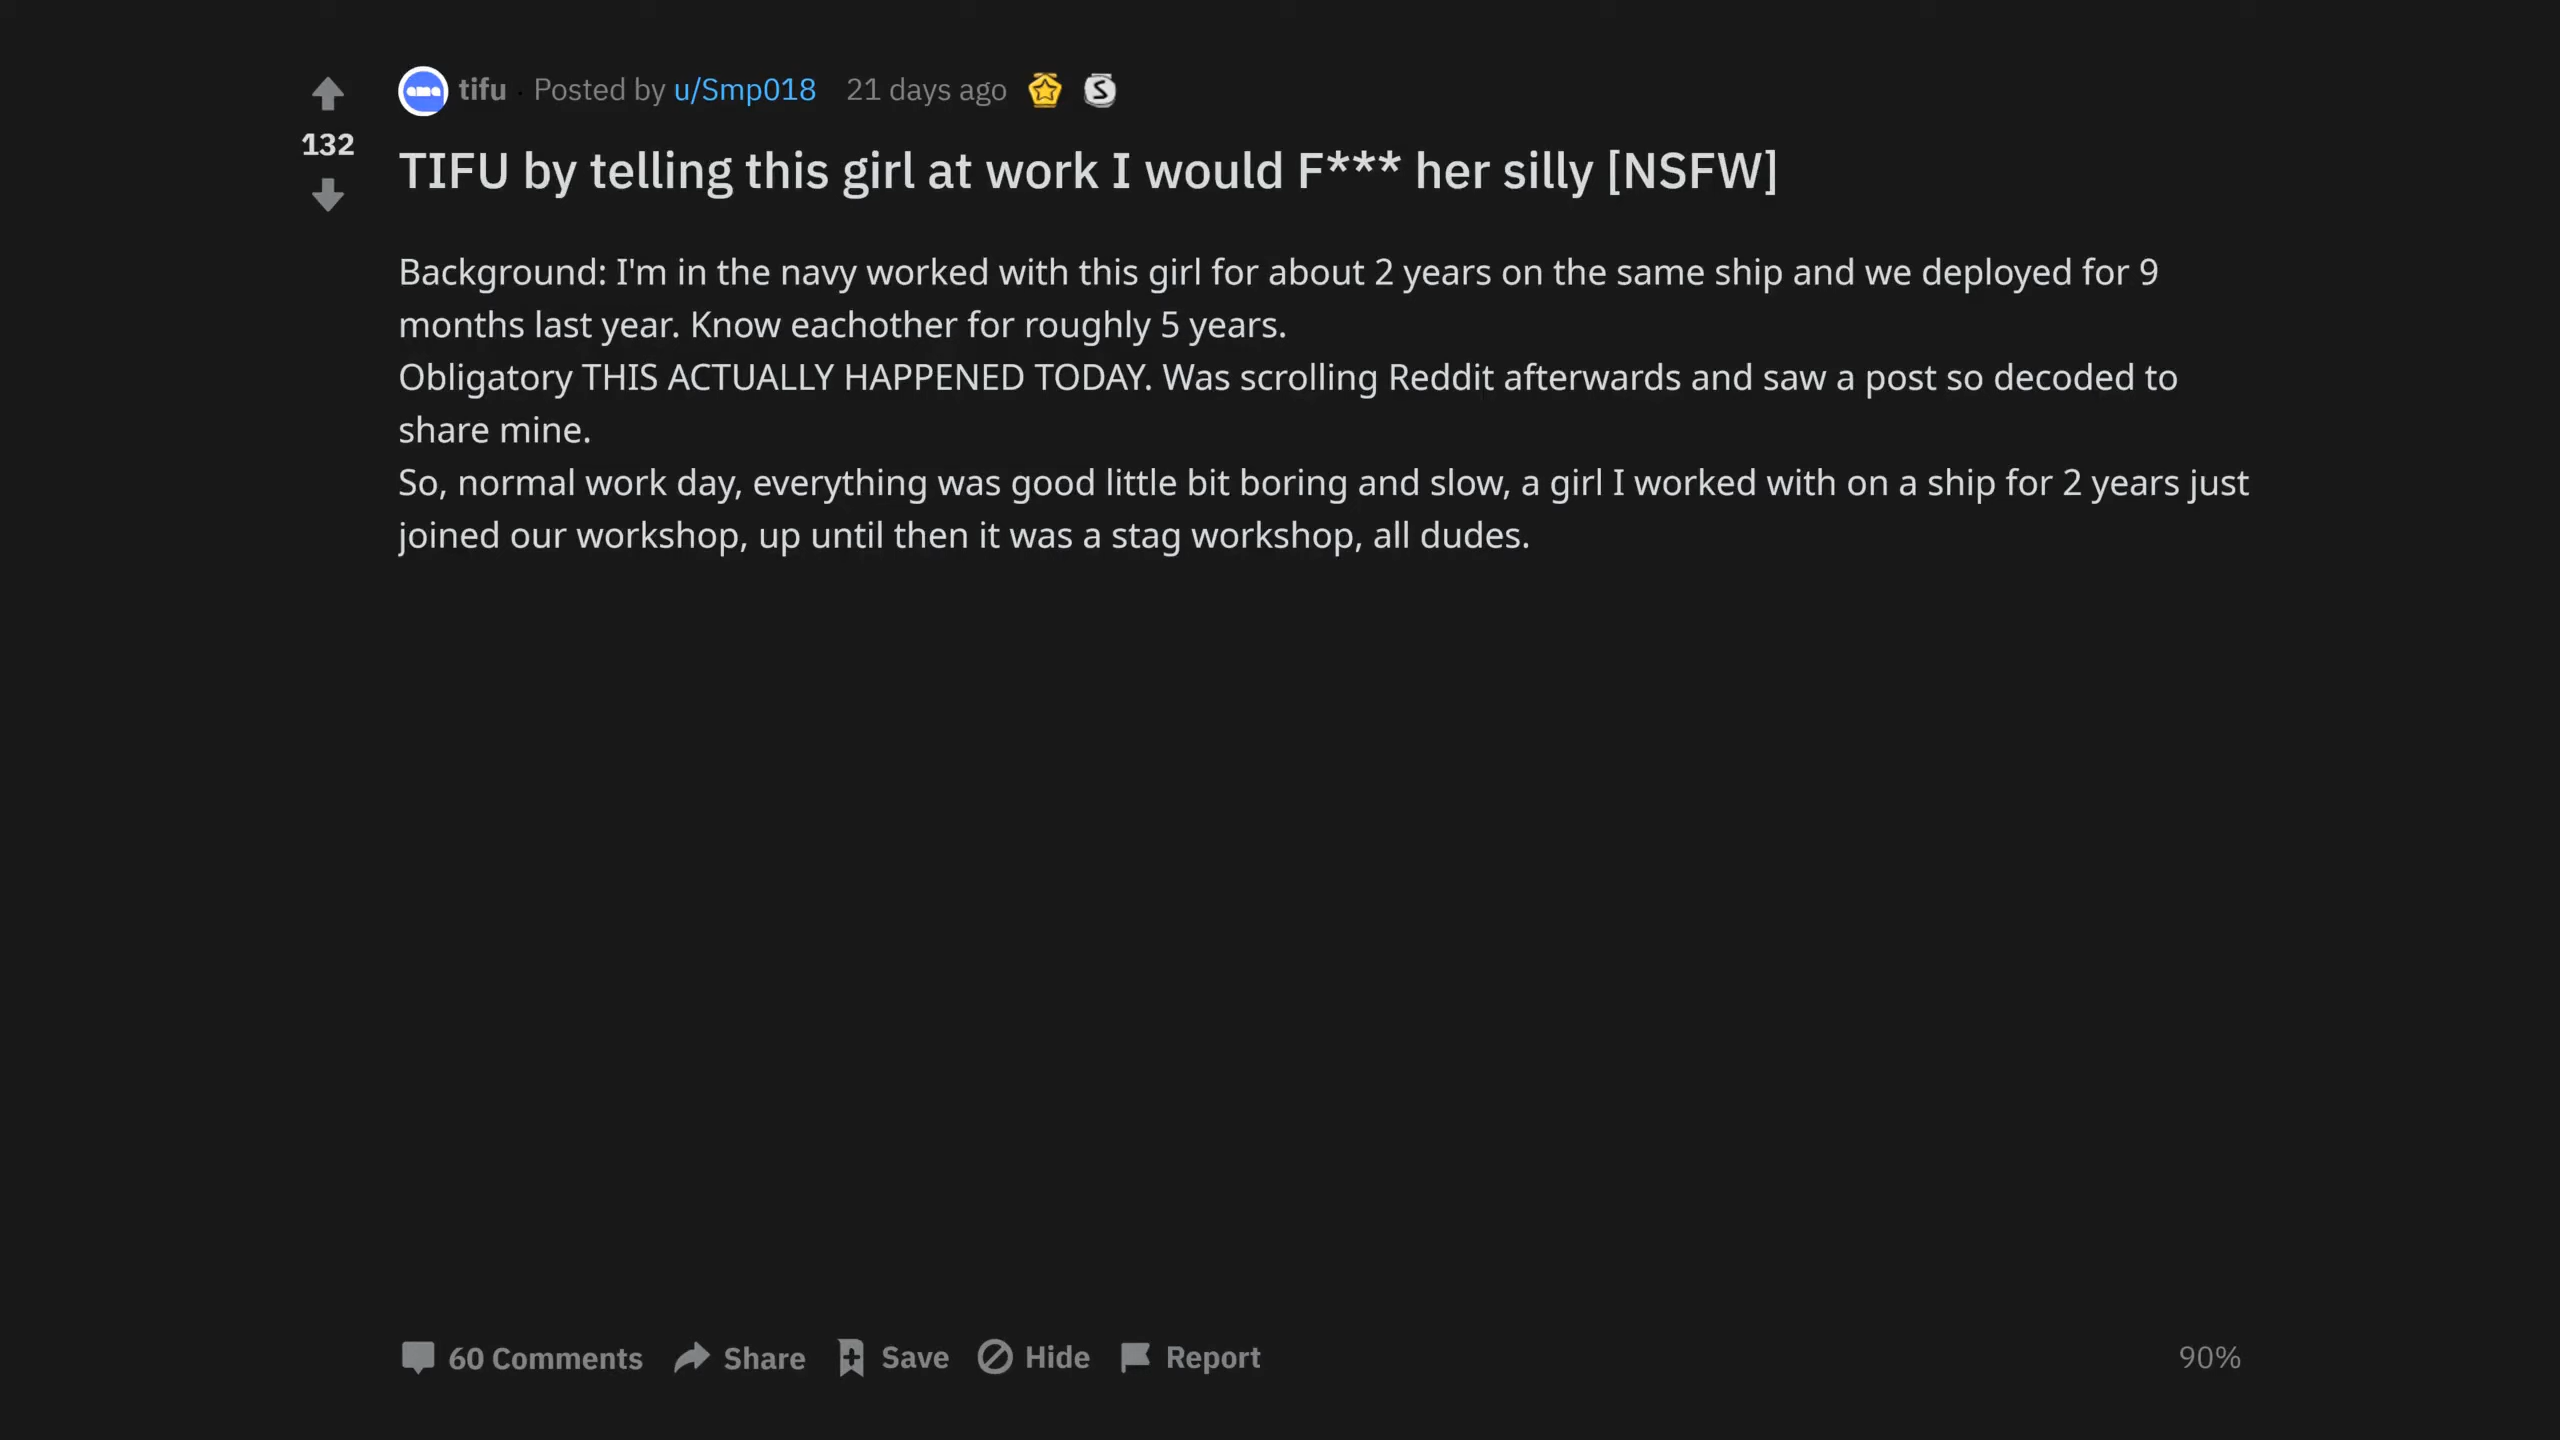 tifu · Posted by u/Smp018 21 days ago
132
TIFU by telling this girl at work I would F*** her silly [NSFW]
Background: I'm in the navy worked with this girl for about 2 years on the same ship and we deployed for 9
months last year. Know eachother for roughly 5 years.
Obligatory THIS ACTUALLY HAPPENED TODAY. Was scrolling Reddit afterwards and saw a post so decoded to
share mine.
So, normal work day, everything was good little bit boring and slow, a girl I worked with on a ship for 2 years just
joined our workshop, up until then it was a stag workshop, all dudes.
60 Comments Share Save Hide Report 90%